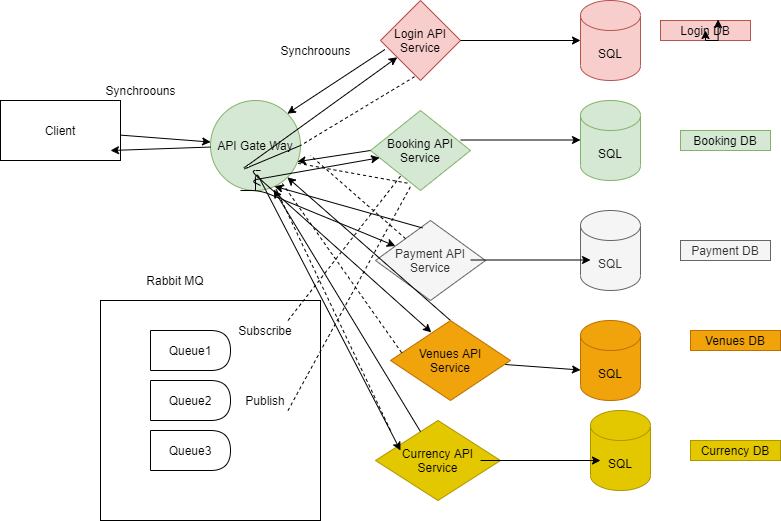 Login API
Service
SQL
Login DB
Synchroouns
Synchroouns
Client
API Gate Way
Booking API
Service
SQL
Booking DB
Payment API
Service
SQL
Payment DB
Rabbit MQ
Subscribe
Queue1
Venues API
Service
SQL
Venues DB
Queue2
Publish
Queue3
Currency API
Service
SQL
Currency DB